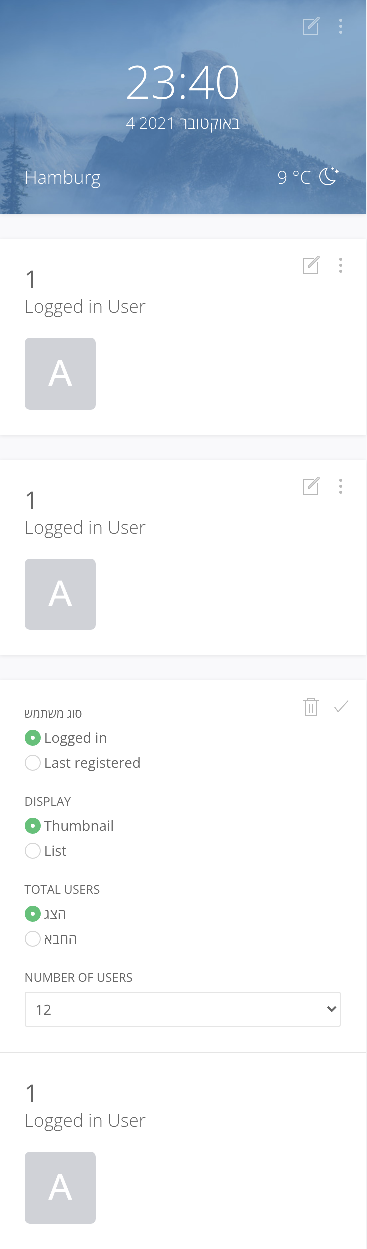 23:40
4 באוקטובר 2021
Hamburg
9 °C
1
Logged in User
A
1
Logged in User
A
סוג משתמש
Logged in
Last registered
DISPLAY
Thumbnail
List
TOTAL USERS
הצג
החבא
NUMBER OF USERS
12
1
Logged in User
A